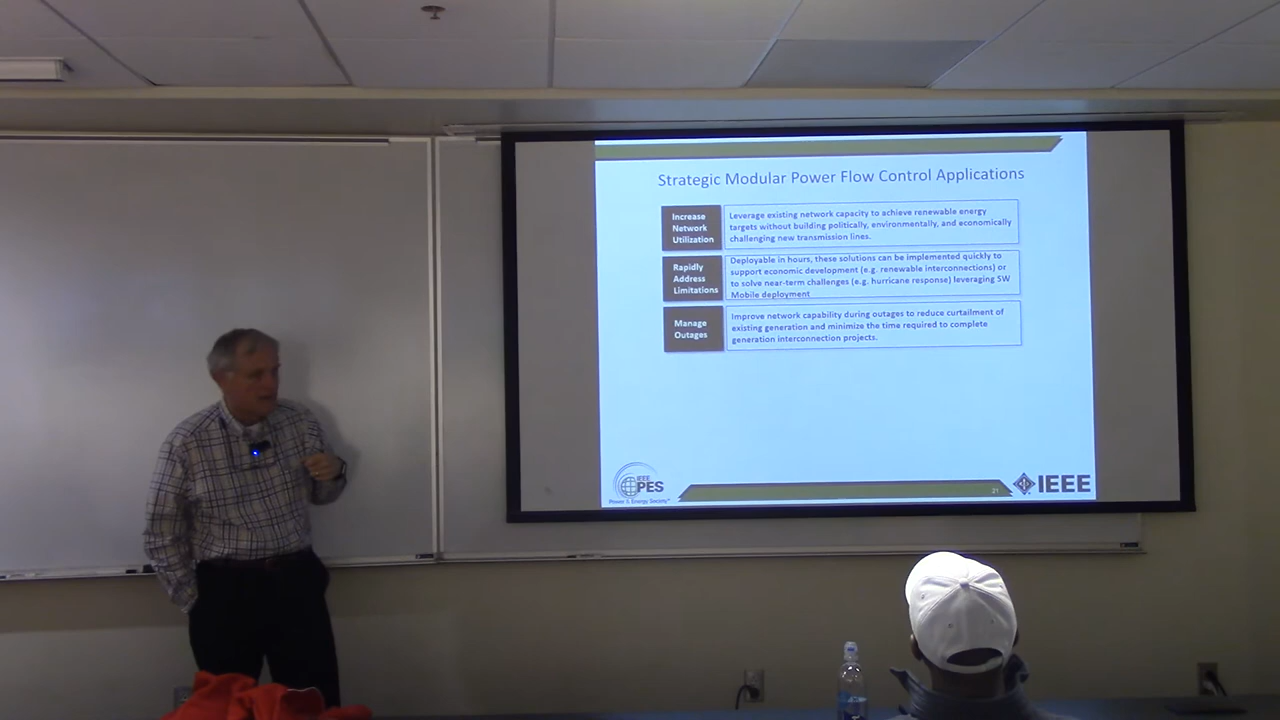 Strategic Modular Power Flow Control Applications
Increase
Network
Utilization
Leverage existing network capacity to achieve renewable energy
targets without building politically, environmentally, and economically
challenging new transmission lines.
Rapidly
Address
Limitations
Deployable in hours, these solutions can be implemented quickly to
support economic development (e.g. renewable interconnections) or
to solve near-term challenges (e.g. hurricane response) leveraging SW
Mobile deployment
Manage
Outages
Improve network capability during outages to reduce curtailment of
existing generation and minimize the time required to complete
generation interconnection projects.
IEEE
PES
Power & Energy Society®
21
IEEE